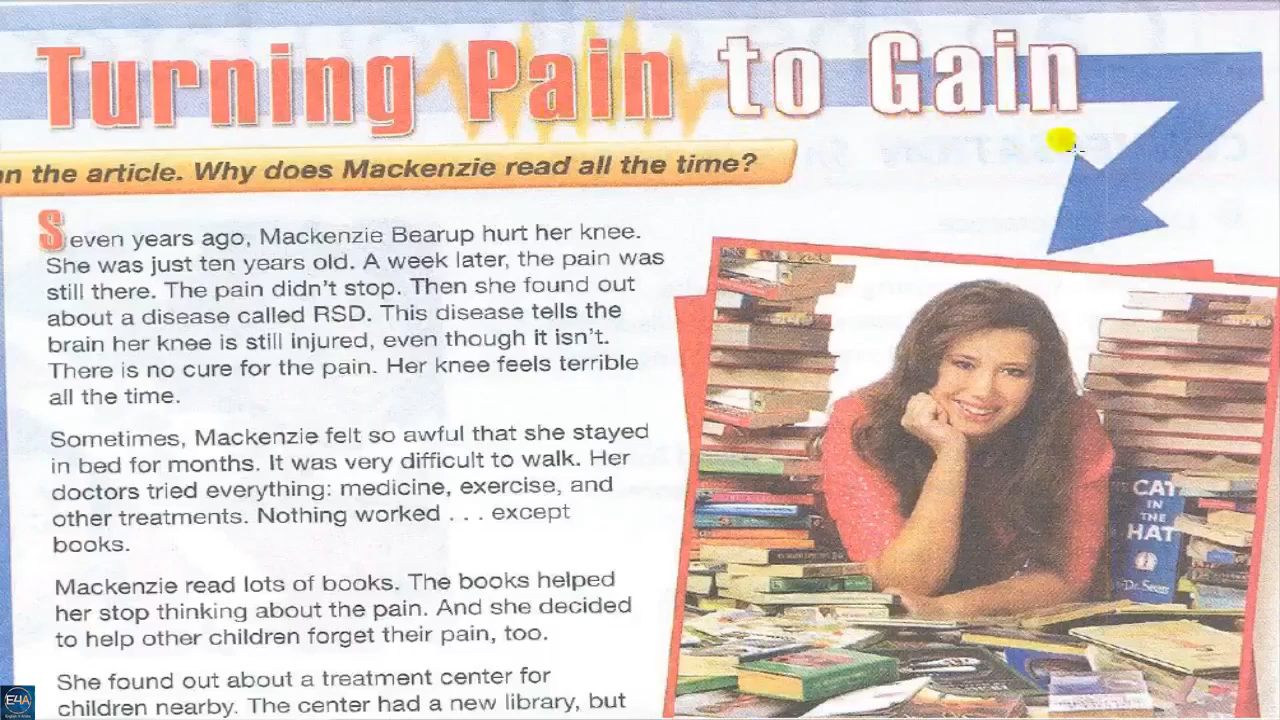 Turning Pain to Gain
an the article. Why does Mackenzie read all the time?
Seven years ago, Mackenzie Bearup hurt her knee.
She was just ten years old. A week later, the pain was
still there. The pain didn't stop. Then she found out
about a disease called RSD. This disease tells the
brain her knee is still injured, even though it isn't.
There is no cure for the pain. Her knee feels terrible
all the time.
Sometimes, Mackenzie felt so awful that she stayed
in bed for months. It was very difficult to walk. Her
doctors tried everything: medicine, exercise, and
other treatments. Nothing worked . . . except
books.
Mackenzie read lots of books. The books helped
her stop thinking about the pain. And she decided
to help other children forget their pain, too.
She found out about a treatment center for
children nearby. The center had a new library, but
CAT
IN
THE
HAT
Dr. Seuss
E4A